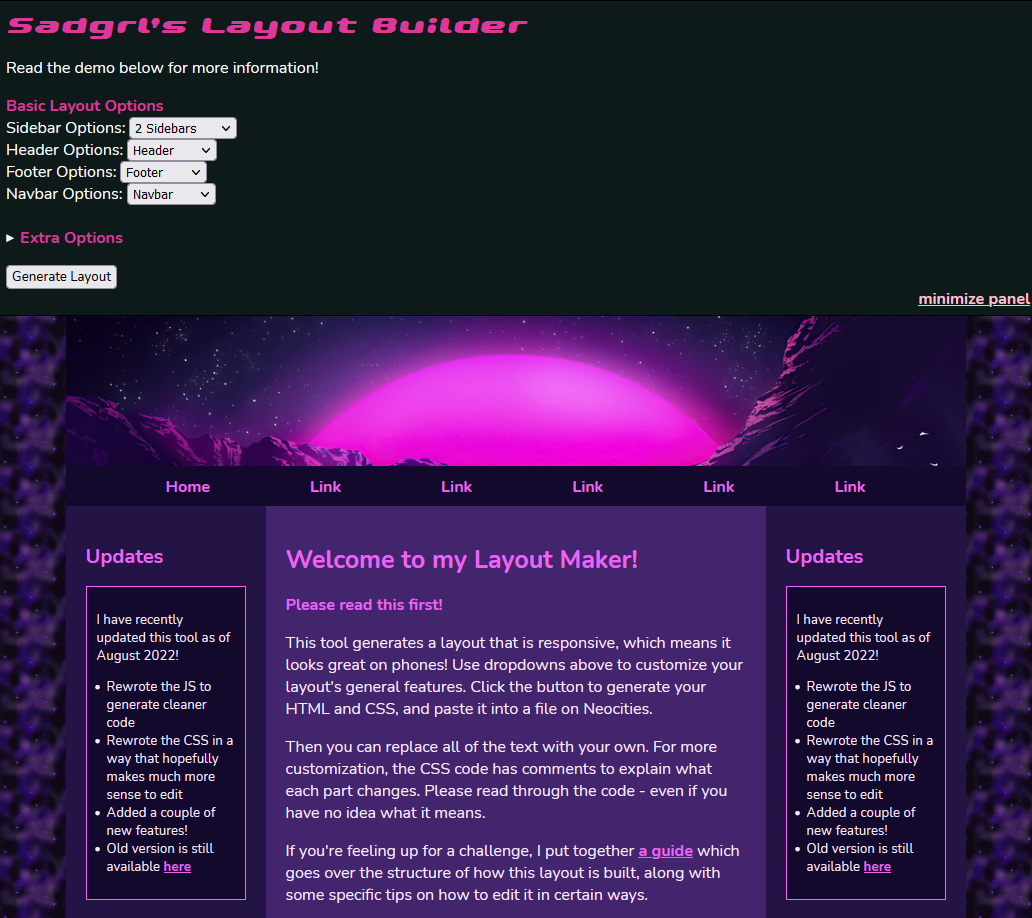 Sadgrl's Layout Builder
Read the demo below for more information!
Basic Layout Options
Sidebar Options: 2 Sidebars
Header Options: Header
Footer Options: Footer
Navbar Options: Navbar
Extra Options
Generate Layout
minimize panel
Home Link Link Link Link Link
Updates
I have recently
updated this tool as of
August 2022!
Rewrote the JS to
generate cleaner
code
Rewrote the CSS in a
way that hopefully
makes much more
sense to edit
Added a couple of
new features!
Old version is still
available here
Welcome to my Layout Maker!
Please read this first!
This tool generates a layout that is responsive, which means it
looks great on phones! Use dropdowns above to customize your
layout's general features. Click the button to generate your
HTML and CSS, and paste it into a file on Neocities.
Then you can replace all of the text with your own. For more
customization, the CSS code has comments to explain what
each part changes. Please read through the code - even if you
have no idea what it means.
If you're feeling up for a challenge, I put together a guide which
goes over the structure of how this layout is built, along with
some specific tips on how to edit it in certain ways.
Updates
I have recently
updated this tool as of
August 2022!
Rewrote the JS to
generate cleaner
code
Rewrote the CSS in a
way that hopefully
makes much more
sense to edit
Added a couple of
new features!
Old version is still
available here